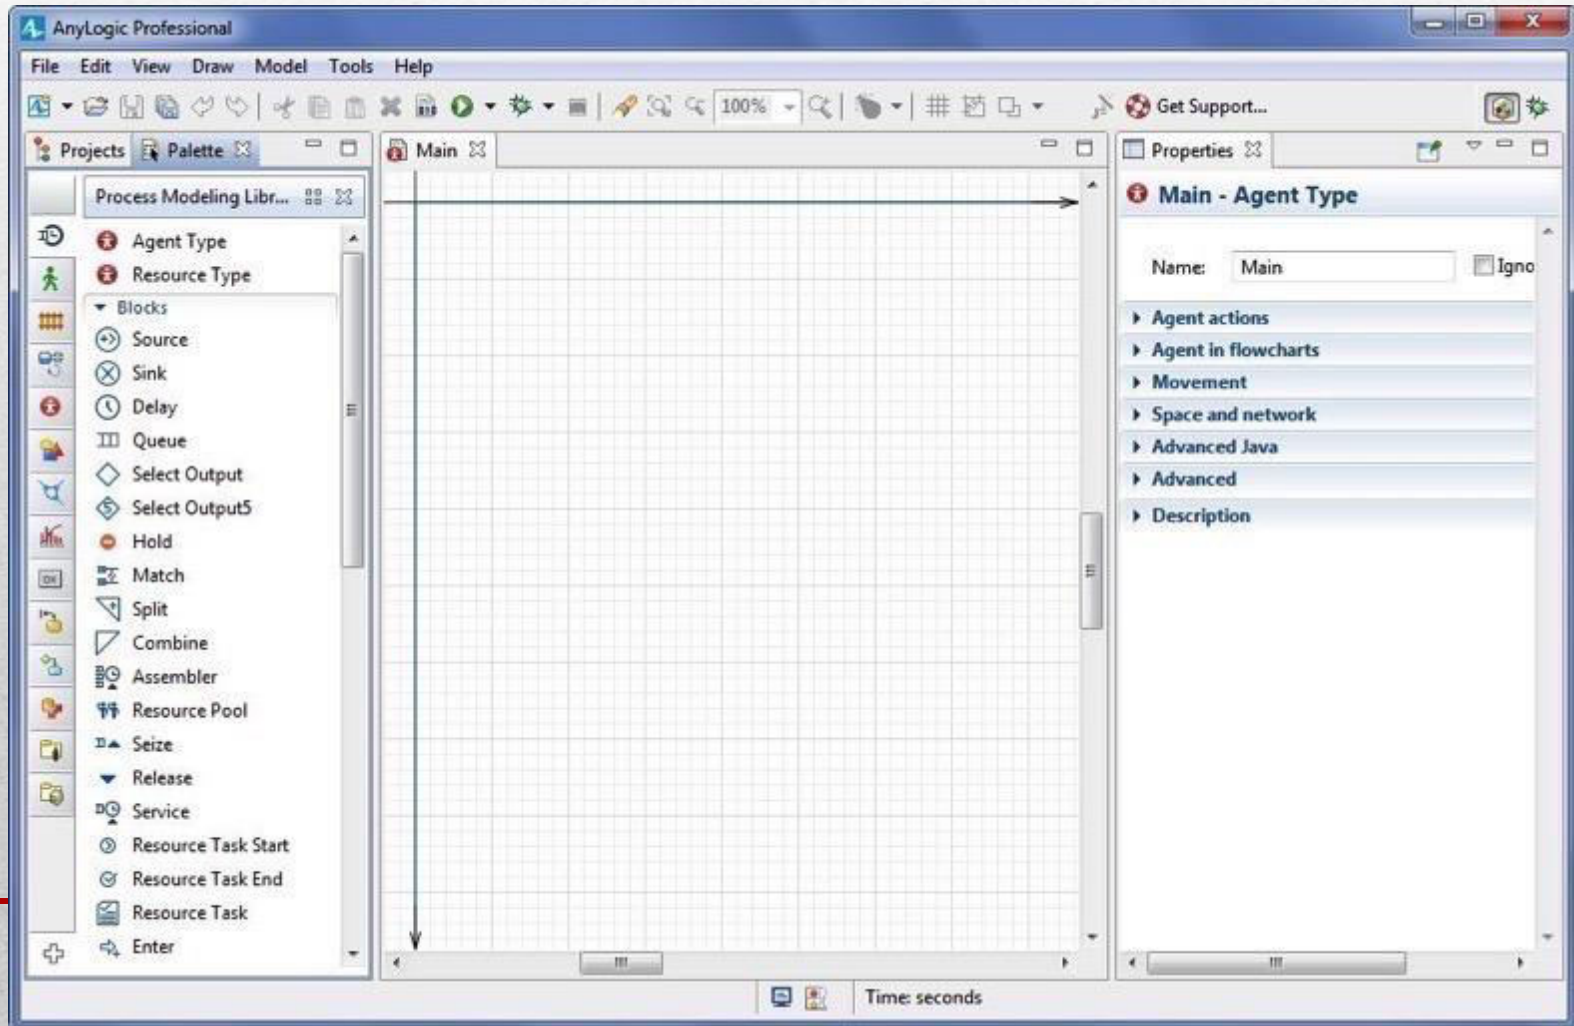 AnyLogic Professional
File Edit View Draw Model Tools Help
100% Get Support...
Projects Palette
Process Modeling Libr...
Agent Type
Resource Type
Blocks
Source
Sink
Delay
Queue
Select Output
Select Output5
Hold
Match
Split
Combine
Assembler
Resource Pool
Seize
Release
Service
Resource Task Start
Resource Task End
Resource Task
Enter
Main
Properties
Main - Agent Type
Name: Main Igno
Agent actions
Agent in flowcharts
Movement
Space and network
Advanced Java
Advanced
Description
Time: seconds